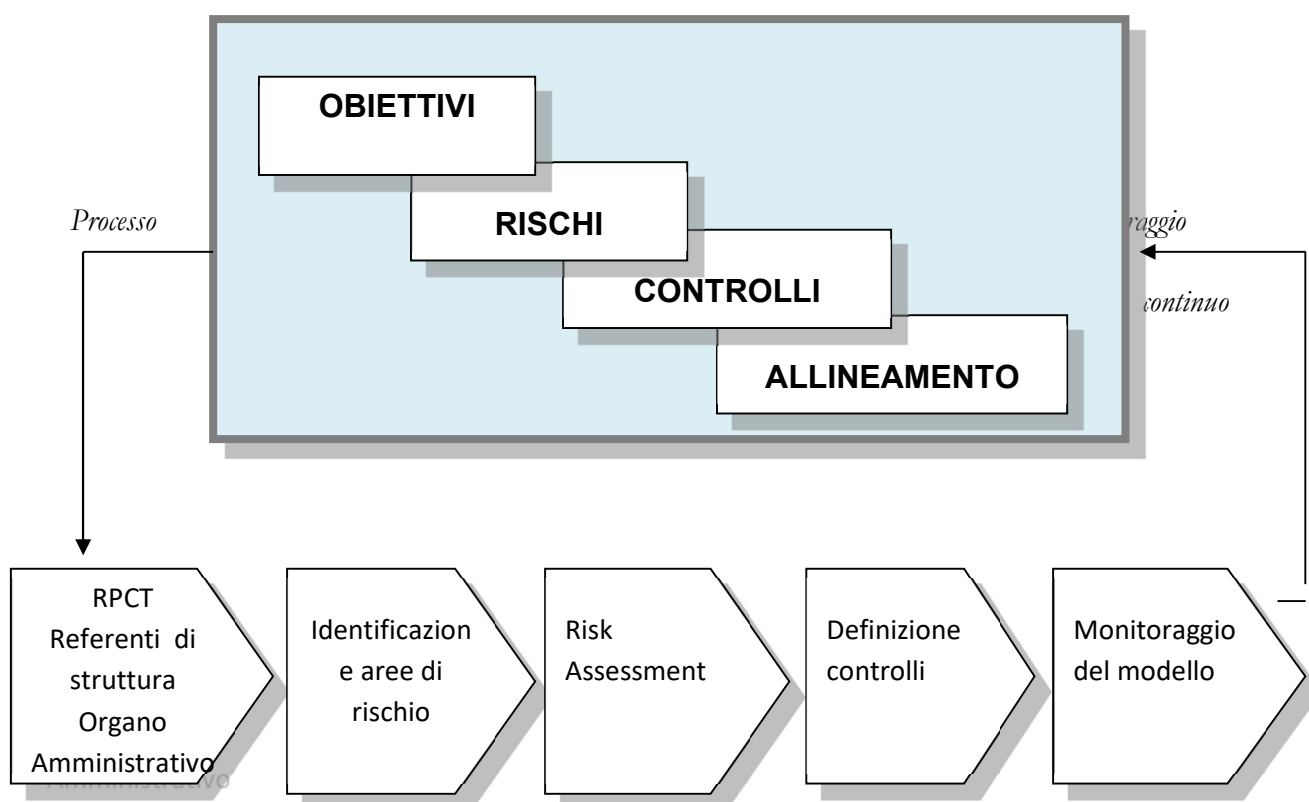 OBIETTIVI
RISCHI
CONTROLLI
ALLINEAMENTO
Processo
raggio
continuo
RPCT
Referenti di
struttura
Organo
Amministrativo
Identificazion
e aree di
rischio
Risk
Assessment
Definizione
controlli
Monitoraggio
del modello